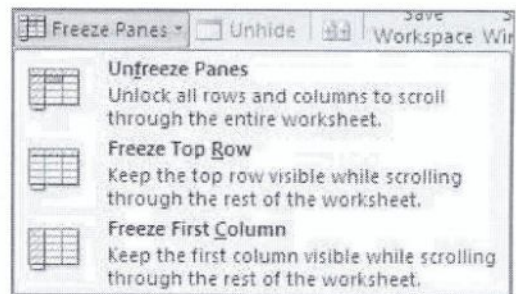 Freeze Panes Unhide Save
Workspace
Unfreeze Panes
Unlock all rows and columns to scroll
through the entire worksheet.
Freeze Top Row
Keep the top row visible while scrolling
through the rest of the worksheet.
Freeze First Column
Keep the first column visible while scrolling
through the rest of the worksheet.